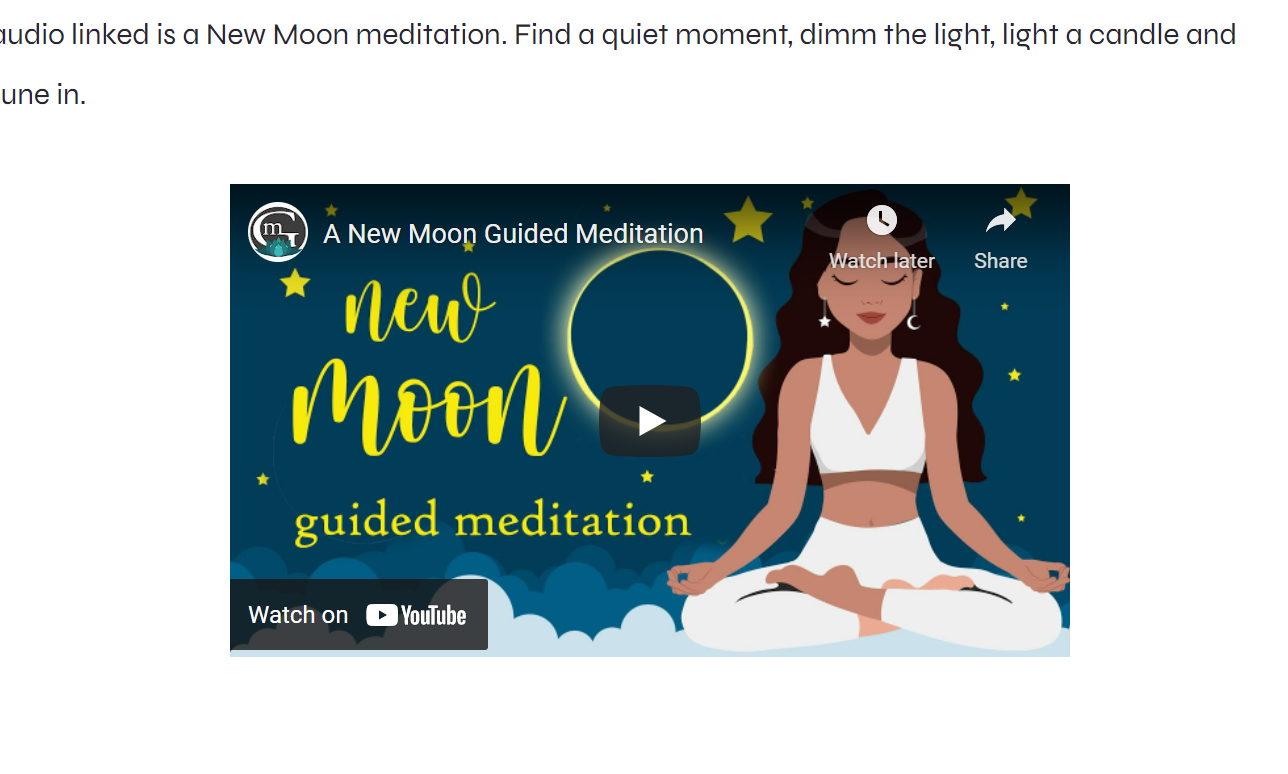 audio linked is a New Moon meditation. Find a quiet moment, dimm the light, light a candle and
une in.
A New Moon Guided Meditation
Watch later
Share
new
moon
guided meditation
Watch on YouTube